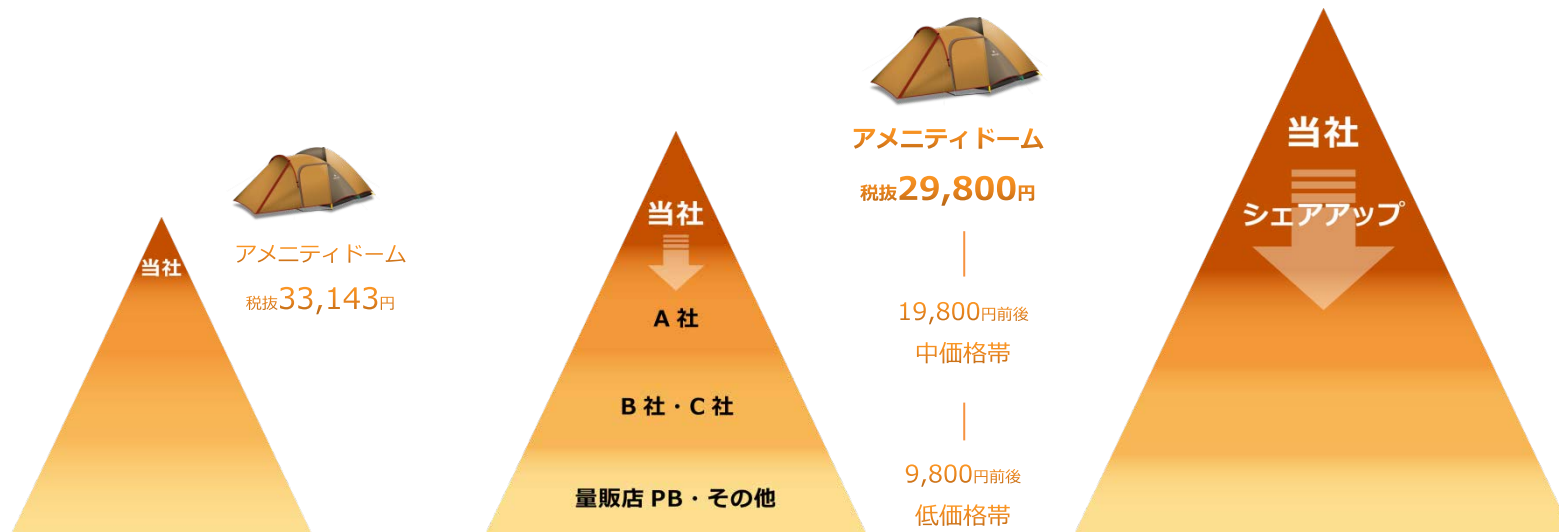 当社
アメニティドーム
税抜33,143円
当社
A 社
B 社・C 社
量販店 PB・その他
アメニティドーム
税抜29,800円
19,800円前後
中価格帯
9,800円前後
低価格帯
当社
シェアアップ